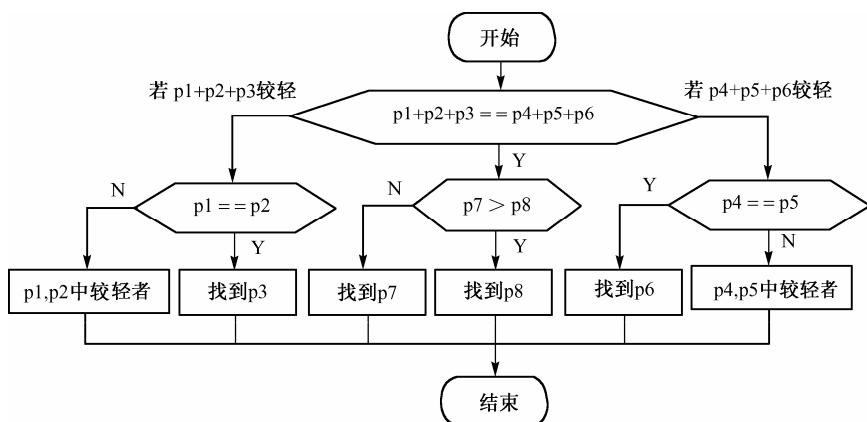 开始
若 p1+p2+p3较轻
若 p4+p5+p6较轻
p1+p2+p3 = = p4+p5+p6
Y
N
p1 = = p2
N
p7 > p8
Y
p4 = = p5
Y
Y
N
p1,p2中较轻者
找到p3
找到p7
找到p8
找到p6
p4,p5中较轻者
结束